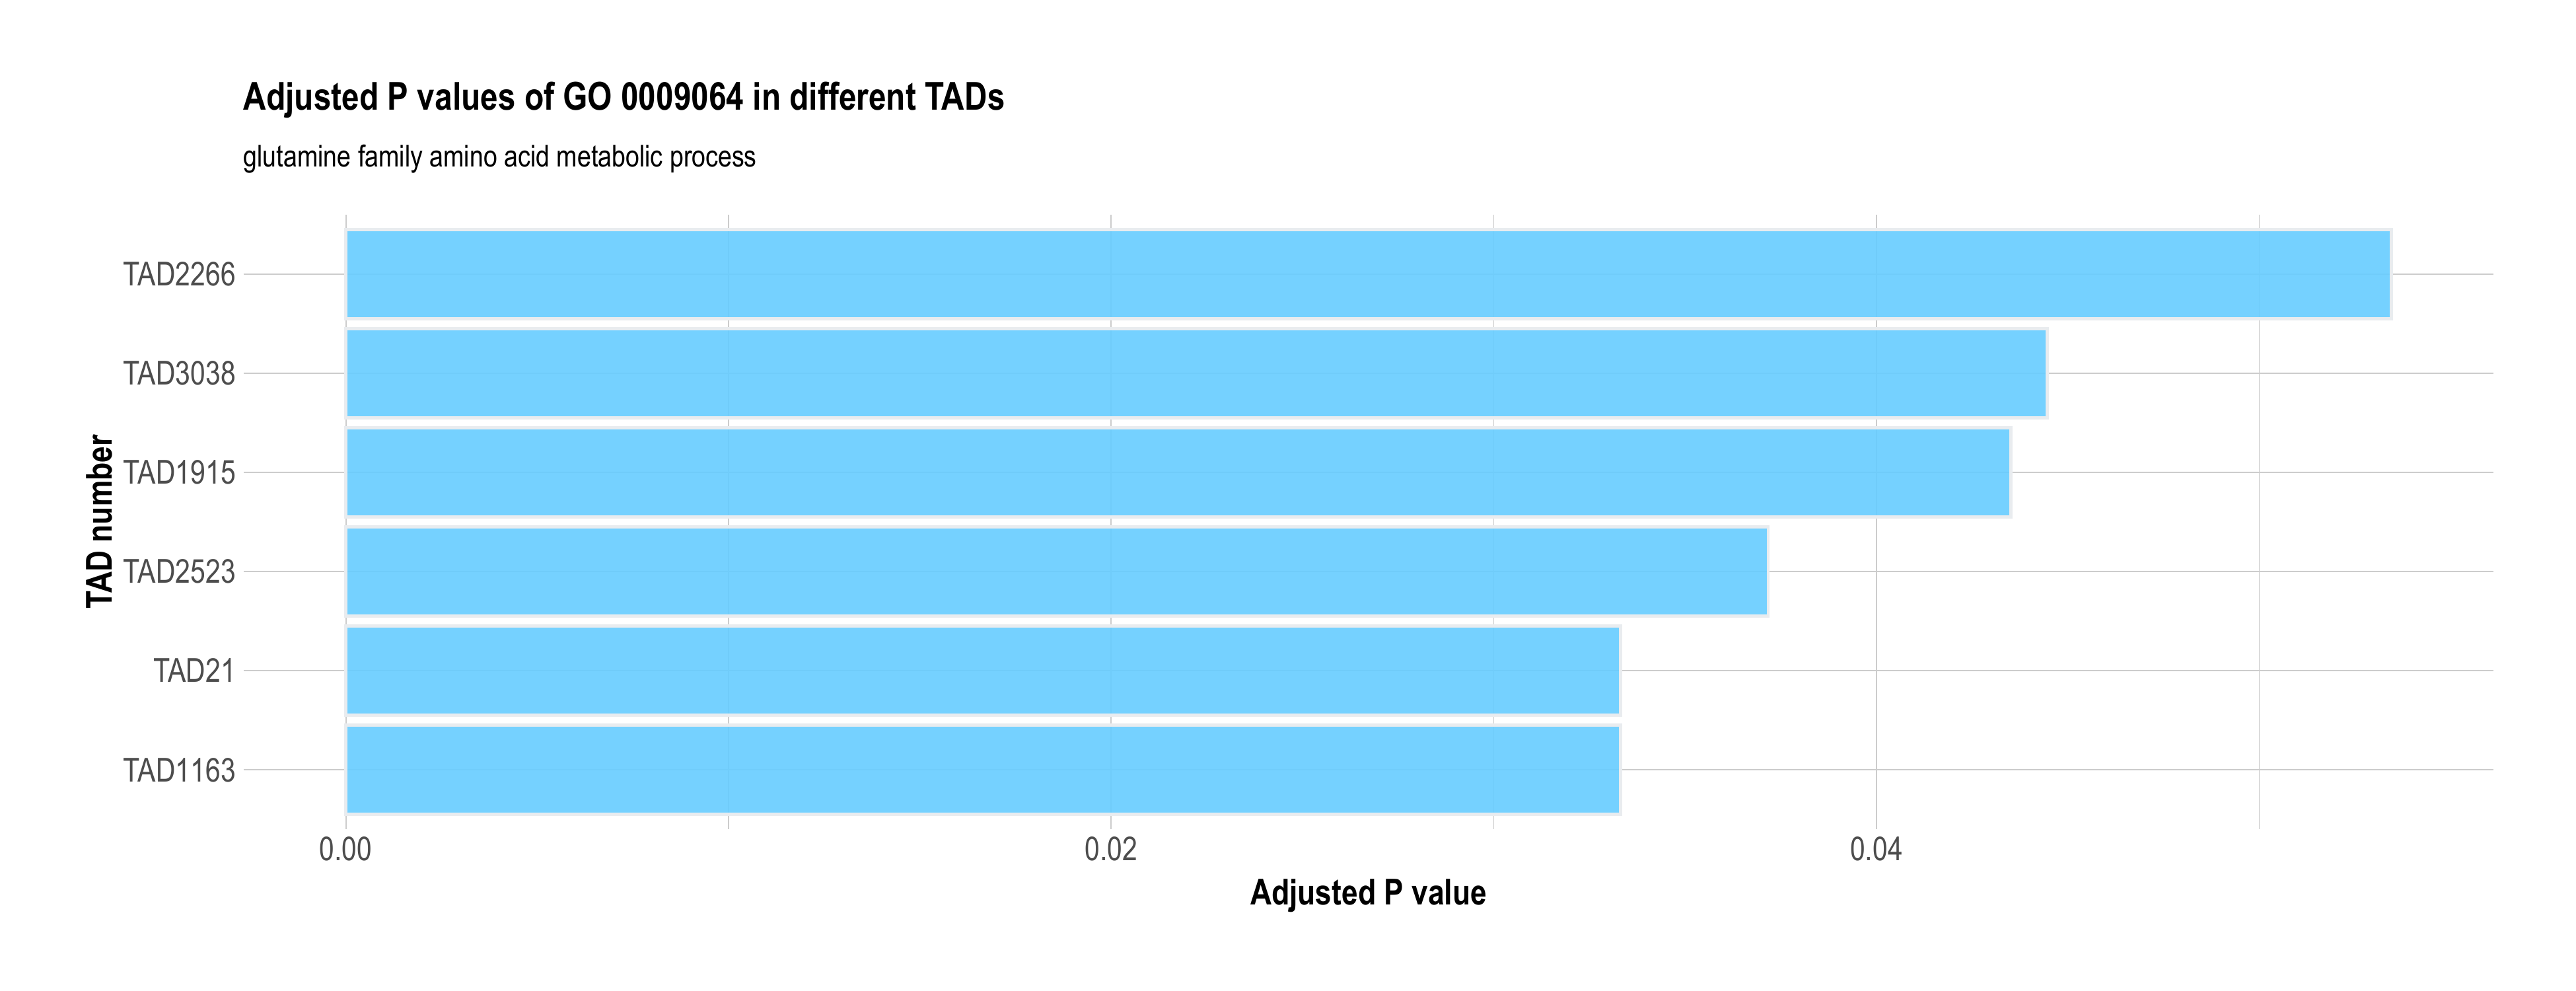 Adjusted P values of GO 0009064 in different TADs
glutamine family amino acid metabolic process
TAD number
TAD2266
TAD3038
TAD1915
TAD2523
TAD21
TAD1163
0.00 0.02 0.04
Adjusted P value